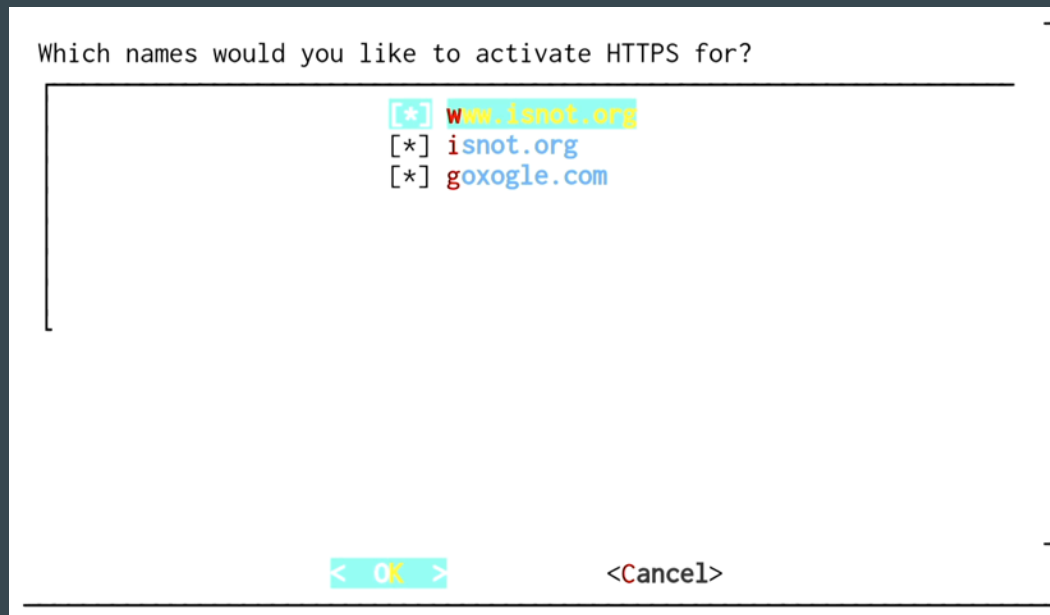 Which names would you like to activate HTTPS for?
[*] www.isnot.org
[*] isnot.org
[*] goxogle.com
< OK > <Cancel>